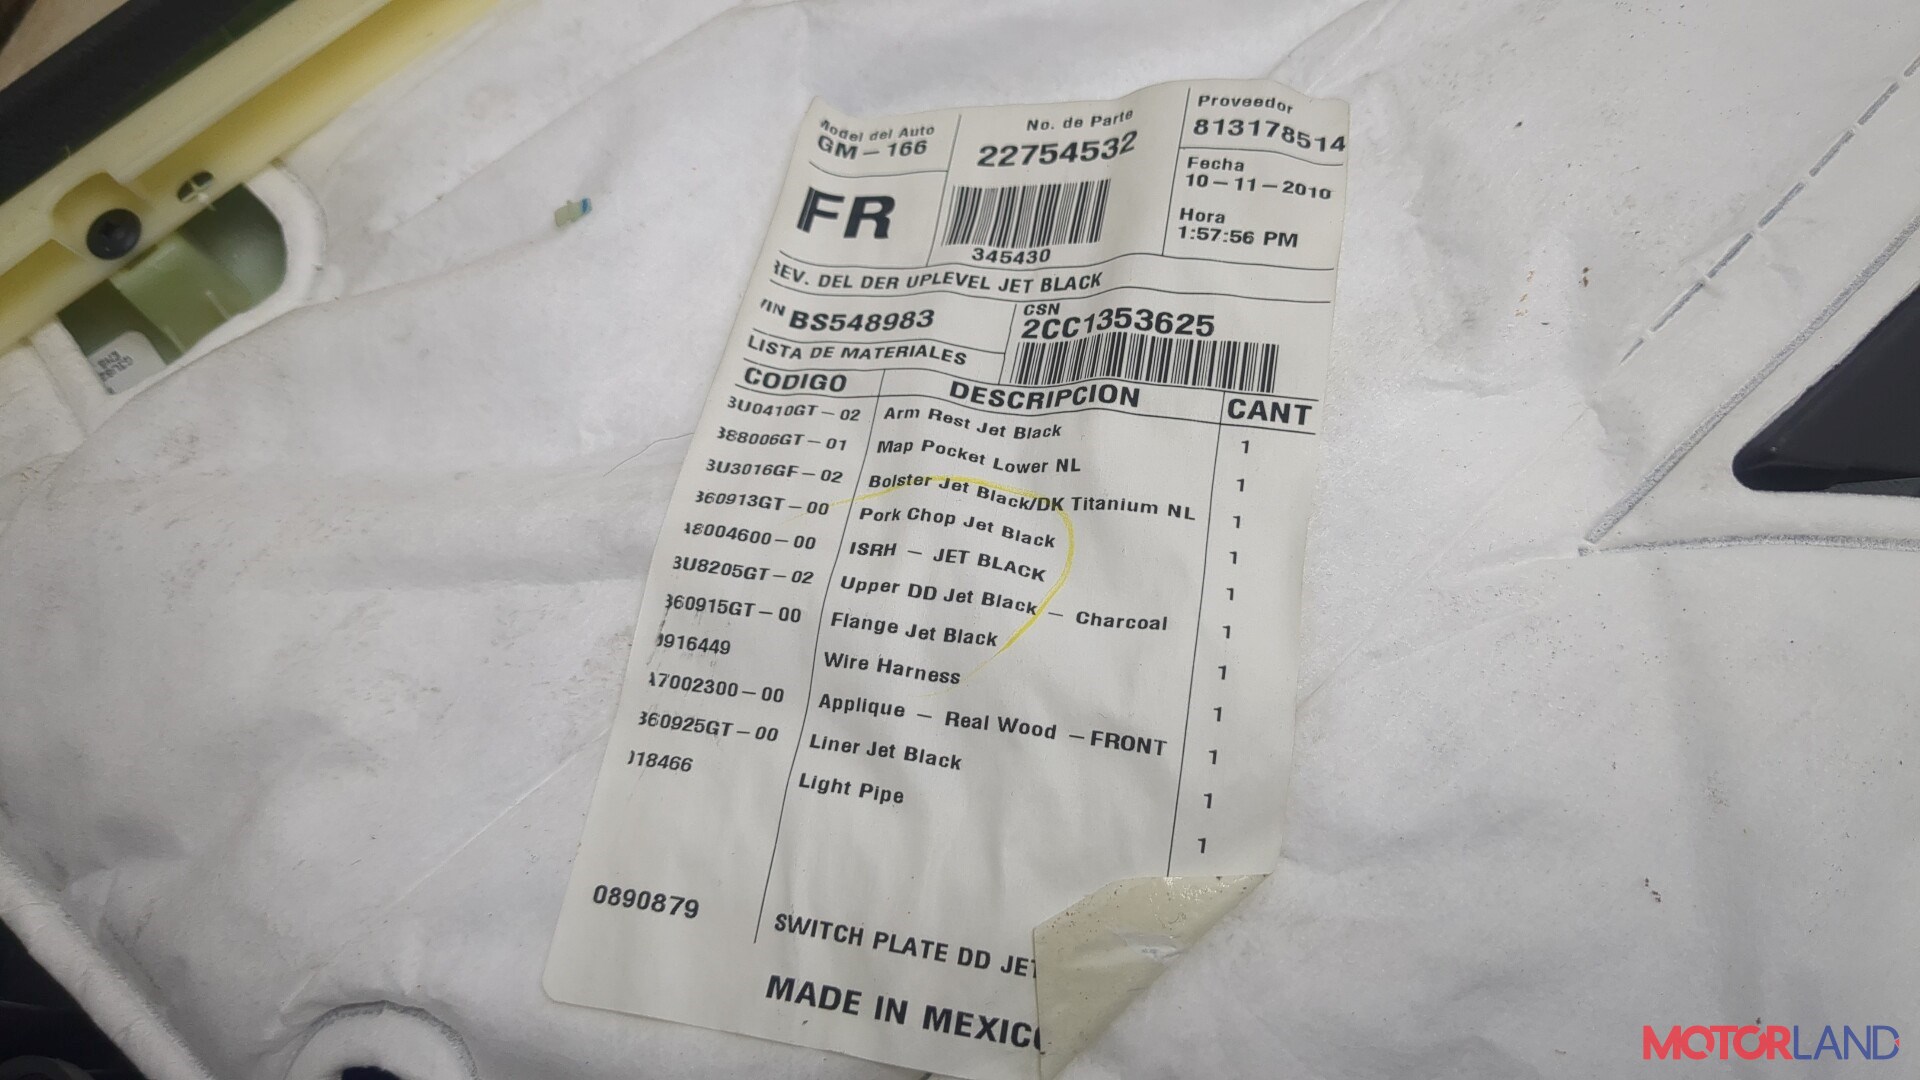 Model del Auto
GM-166
No. de Parte
22754532
Proveedor
813178514
FR
345430
Fecha
10-11-2010
Hora
1:57:56 PM
REV. DEL DER UPLEVEL JET BLACK
VIN BS548983
CSN
2CC1353625
LISTA DE MATERIALES
CODIGO DESCRIPCION CANT
3U0410GT-02 Arm Rest Jet Black 1
388006GT-01 Map Pocket Lower NL 1
3U3016GF-02 Bolster Jet Black/DK Titanium NL 1
360913GT-00 Pork Chop Jet Black 1
18004600-00 ISRH - JET BLACK 1
3U8205GT-02 Upper DD Jet Black - Charcoal 1
360915GT-00 Flange Jet Black 1
916449 Wire Harness 1
17002300-00 Applique - Real Wood - FRONT 1
360925GT-00 Liner Jet Black 1
18466 Light Pipe 1
0890879 SWITCH PLATE DD JET
MADE IN MEXICO
MOTORLAND